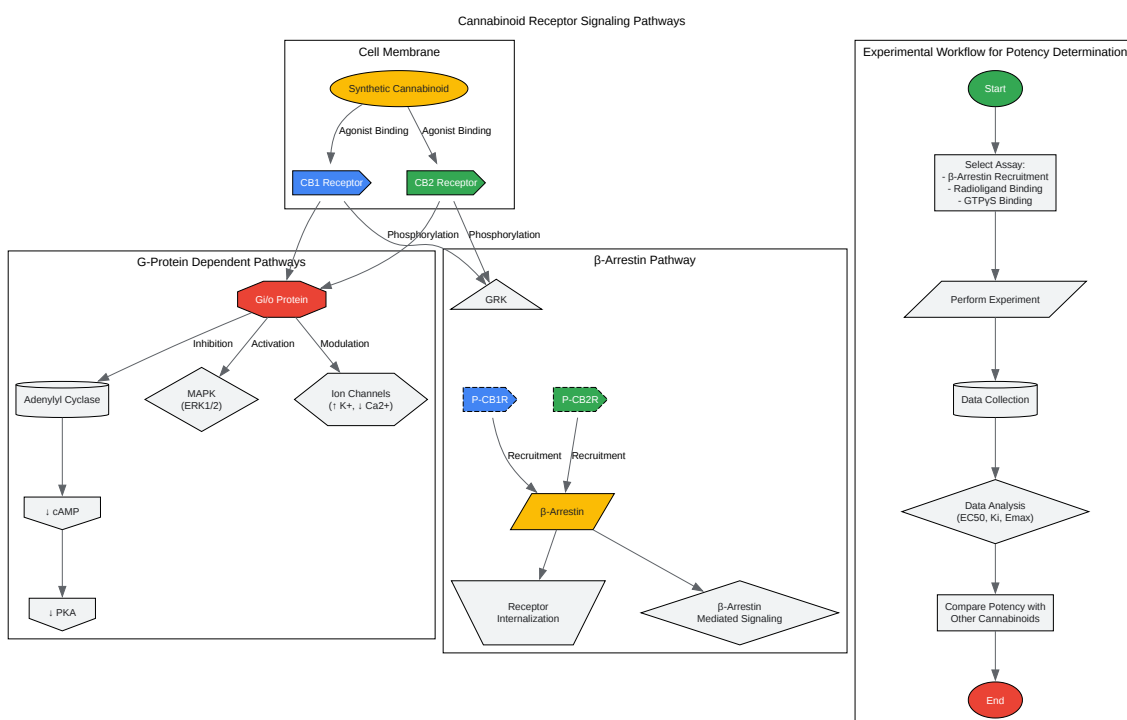 Cannabinoid Receptor Signaling Pathways
Cell Membrane
Synthetic Cannabinoid
Agonist Binding
Agonist Binding
CB1 Receptor
CB2 Receptor
Phosphorylation
Phosphorylation
G-Protein Dependent Pathways
Gi/o Protein
Inhibition
Activation
Modulation
Adenylyl Cyclase
MAPK
(ERK1/2)
Ion Channels
(↑ K+, ↓ Ca2+)
↓ cAMP
↓ PKA
β-Arrestin Pathway
GRK
P-CB1R
P-CB2R
Recruitment
Recruitment
β-Arrestin
Receptor
Internalization
β-Arrestin
Mediated Signaling
Experimental Workflow for Potency Determination
Start
Select Assay:
- β-Arrestin Recruitment
- Radioligand Binding
- GTPγS Binding
Perform Experiment
Data Collection
Data Analysis
(EC50, Ki, Emax)
Compare Potency with
Other Cannabinoids
End